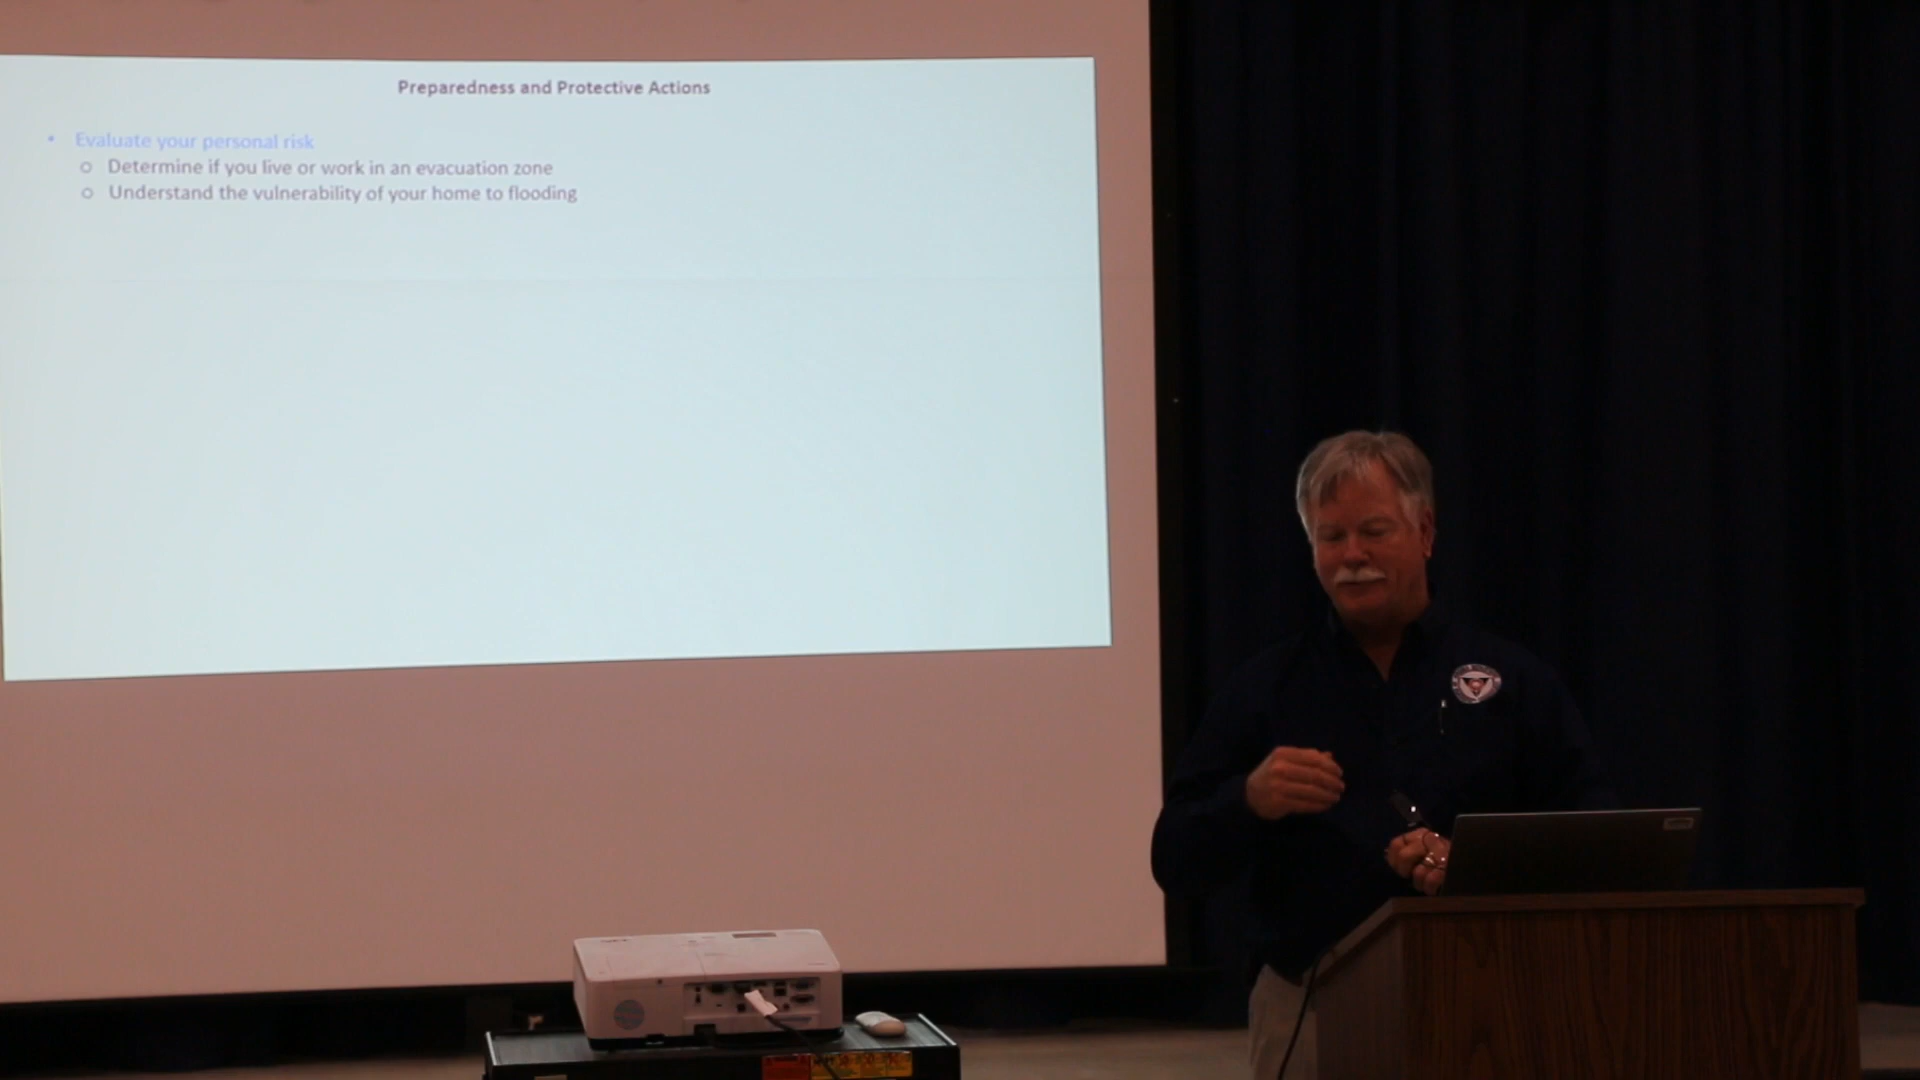 Preparedness and Protective Actions
• Evaluate your personal risk
o Determine if you live or work in an evacuation zone
o Understand the vulnerability of your home to flooding